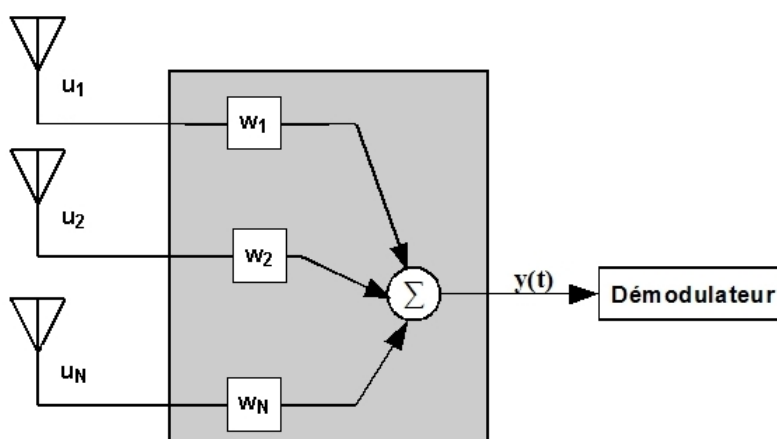 u1
w1
u2
w2
Σ
y(t)
Démodulateur
uN
wN